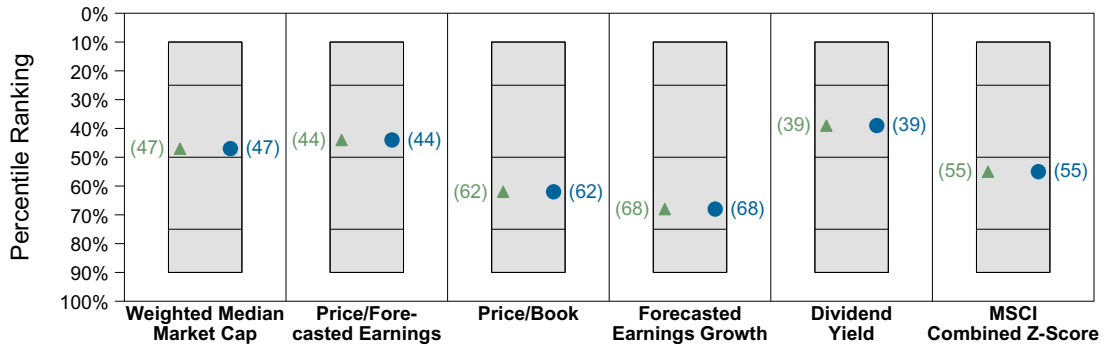 Percentile Ranking
0%
10%
20%
30%
40%
50%
60%
70%
80%
90%
100%
(47) (47)
(44) (44)
(62) (62)
(68) (68)
(39) (39)
(55) (55)
Weighted Median
Market Cap
Price/Fore-
casted Earnings
Price/Book
Forecasted
Earnings Growth
Dividend
Yield
MSCI
Combined Z-Score